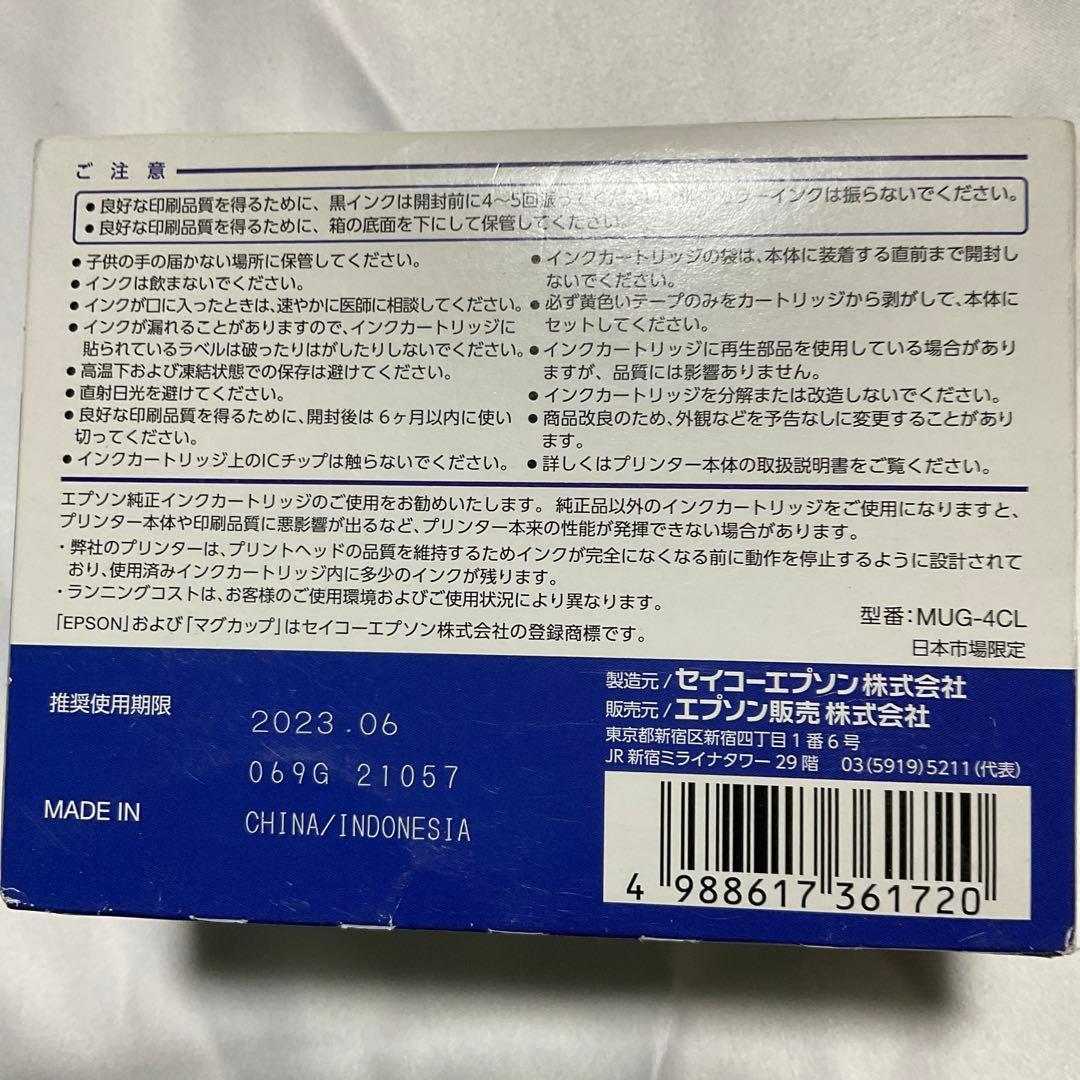 ご注意
●良好な印刷品質を得るために、黒インクは開封前に4～5回振って ーインクは振らないでください。
●良好な印刷品質を得るために、箱の底面を下にして保管してください。
●子供の手の届かない場所に保管してください。
●インクは飲まないでください。
●インクが口に入ったときは、速やかに医師に相談してください。
●インクが漏れることがありますので、インクカートリッジに
貼られているラベルは破ったりはがしたりしないでください。
●高温下および凍結状態での保存は避けてください。
●直射日光を避けてください。
●良好な印刷品質を得るために、開封後は6ヶ月以内に使い
切ってください。
●インクカートリッジ上のICチップは触らないでください。
●インクカートリッジの袋は、本体に装着する直前まで開封し
ないでください。
●必ず黄色いテープのみをカートリッジから剥がして、本体に
セットしてください。
●インクカートリッジに再生部品を使用している場合があり
ますが、品質には影響ありません。
●インクカートリッジを分解または改造しないでください。
●商品改良のため、外観などを予告なしに変更することがあり
ます。
●詳しくはプリンター本体の取扱説明書をご覧ください。
エプソン純正インクカートリッジのご使用をお勧めいたします。純正品以外のインクカートリッジをご使用になりますと、
プリンター本体や印刷品質に悪影響が出るなど、プリンター本来の性能が発揮できない場合があります。
・弊社のプリンターは、プリントヘッドの品質を維持するためインクが完全になくなる前に動作を停止するように設計されて
おり、使用済みインクカートリッジ内に多少のインクが残ります。
・ランニングコストは、お客様のご使用環境およびご使用状況により異なります。
「EPSON」および「マグカップ」はセイコーエプソン株式会社の登録商標です。
型番：MUG-4CL
日本市場限定
推奨使用期限
2023.06
069G 21057
MADE IN
CHINA/INDONESIA
製造元/セイコーエプソン株式会社
販売元/エプソン販売株式会社
東京都新宿区新宿四丁目1番6号
JR新宿ミライナタワー29階 03(5919)5211(代表)
4 988617 361720